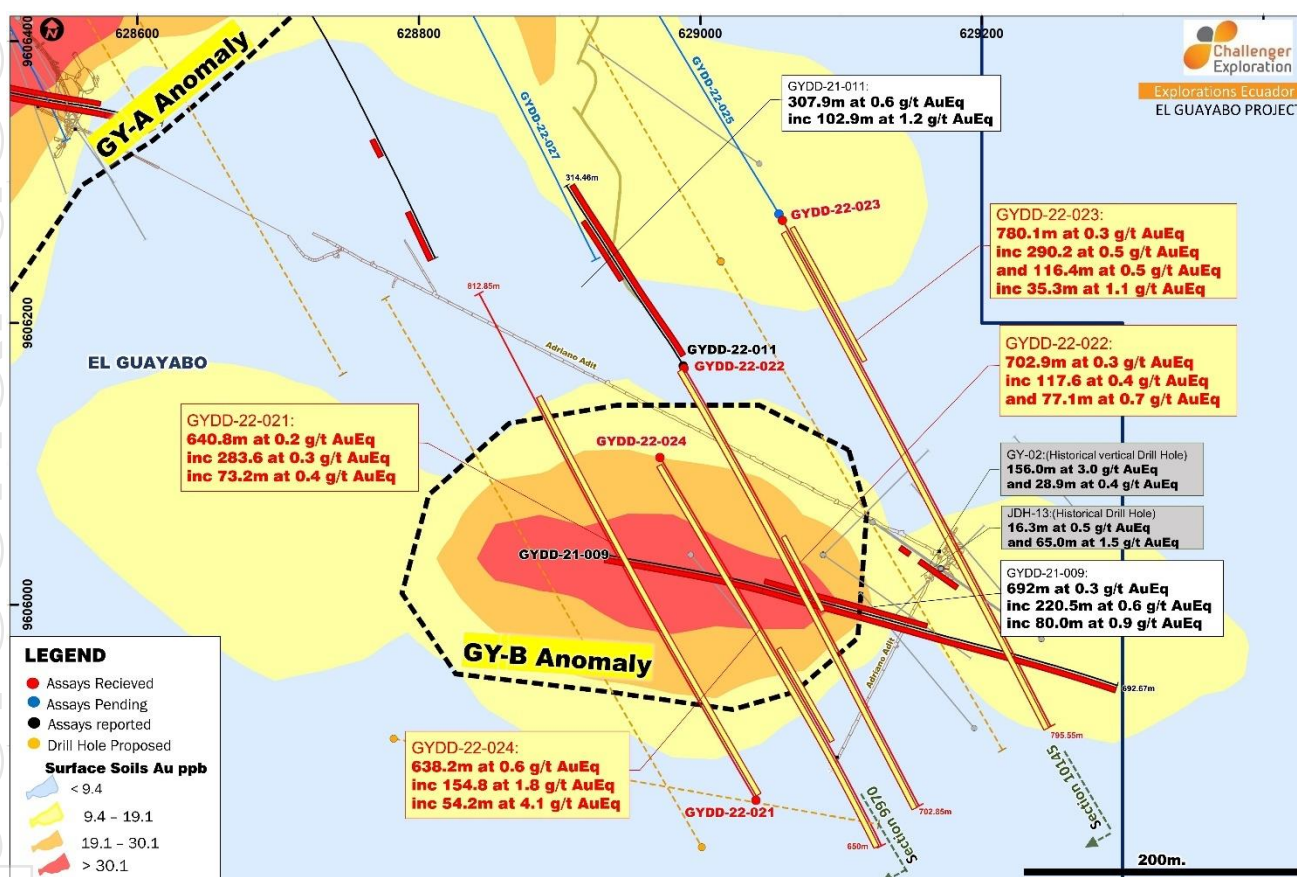 628600
628800
629000
629200
9606400
9606200
9606000
Challenger
Exploration
Explorations Ecuador
EL GUAYABO PROJECT
N
GY-A Anomaly
GYDD-22-027
GYDD-22-025
GYDD-21-011:
307.9m at 0.6 g/t AuEq
inc 102.9m at 1.2 g/t AuEq
314.46m
GYDD-22-023
GYDD-22-023:
780.1m at 0.3 g/t AuEq
inc 290.2 at 0.5 g/t AuEq
and 116.4m at 0.5 g/t AuEq
inc 35.3m at 1.1 g/t AuEq
812.85m
EL GUAYABO
Adriano Adit
GYDD-22-011
GYDD-22-022
GYDD-22-022:
702.9m at 0.3 g/t AuEq
inc 117.6 at 0.4 g/t AuEq
and 77.1m at 0.7 g/t AuEq
GYDD-22-021:
640.8m at 0.2 g/t AuEq
inc 283.6 at 0.3 g/t AuEq
inc 73.2m at 0.4 g/t AuEq
GYDD-22-024
GY-02:(Historical vertical Drill Hole)
156.0m at 3.0 g/t AuEq
and 28.9m at 0.4 g/t AuEq
JDH-13:(Historical Drill Hole)
16.3m at 0.5 g/t AuEq
and 65.0m at 1.5 g/t AuEq
GYDD-21-009
GYDD-21-009:
692m at 0.3 g/t AuEq
inc 220.5m at 0.6 g/t AuEq
inc 80.0m at 0.9 g/t AuEq
GY-B Anomaly
Adriano Adit
692.67m
795.55m
GYDD-22-024:
638.2m at 0.6 g/t AuEq
inc 154.8 at 1.8 g/t AuEq
inc 54.2m at 4.1 g/t AuEq
GYDD-22-021
702.85m
650m
Section 9970
Section 10145
200m.
LEGEND
Assays Recieved
Assays Pending
Assays reported
Drill Hole Proposed
Surface Soils Au ppb
< 9.4
9.4 – 19.1
19.1 – 30.1
> 30.1